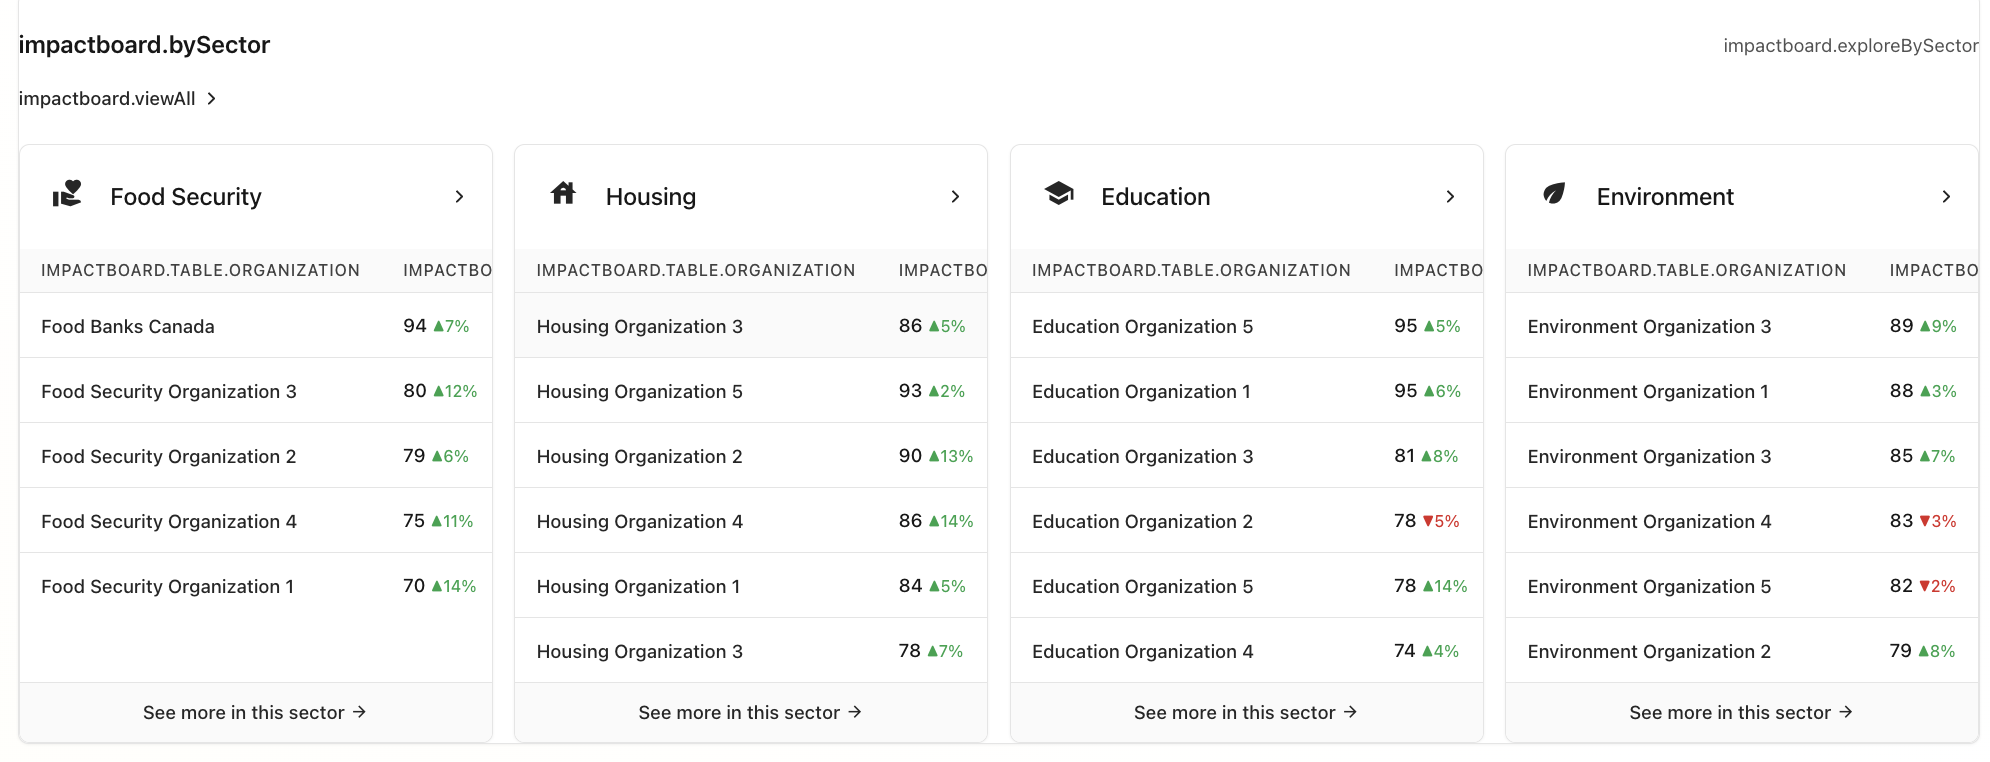 impactboard.bySector
impactboard.exploreBySector
impactboard.viewAll
Food Security
IMPACTBOARD.TABLE.ORGANIZATION IMPACTBO
Food Banks Canada 94 ▲7%
Food Security Organization 3 80 ▲12%
Food Security Organization 2 79 ▲6%
Food Security Organization 4 75 ▲11%
Food Security Organization 1 70 ▲14%
See more in this sector →
Housing
IMPACTBOARD.TABLE.ORGANIZATION IMPACTBO
Housing Organization 3 86 ▲5%
Housing Organization 5 93 ▲2%
Housing Organization 2 90 ▲13%
Housing Organization 4 86 ▲14%
Housing Organization 1 84 ▲5%
Housing Organization 3 78 ▲7%
See more in this sector →
Education
IMPACTBOARD.TABLE.ORGANIZATION IMPACTBO
Education Organization 5 95 ▲5%
Education Organization 1 95 ▲6%
Education Organization 3 81 ▲8%
Education Organization 2 78 ▼5%
Education Organization 5 78 ▲14%
Education Organization 4 74 ▲4%
See more in this sector →
Environment
IMPACTBOARD.TABLE.ORGANIZATION IMPACTBO
Environment Organization 3 89 ▲9%
Environment Organization 1 88 ▲3%
Environment Organization 3 85 ▲7%
Environment Organization 4 83 ▼3%
Environment Organization 5 82 ▼2%
Environment Organization 2 79 ▲8%
See more in this sector →